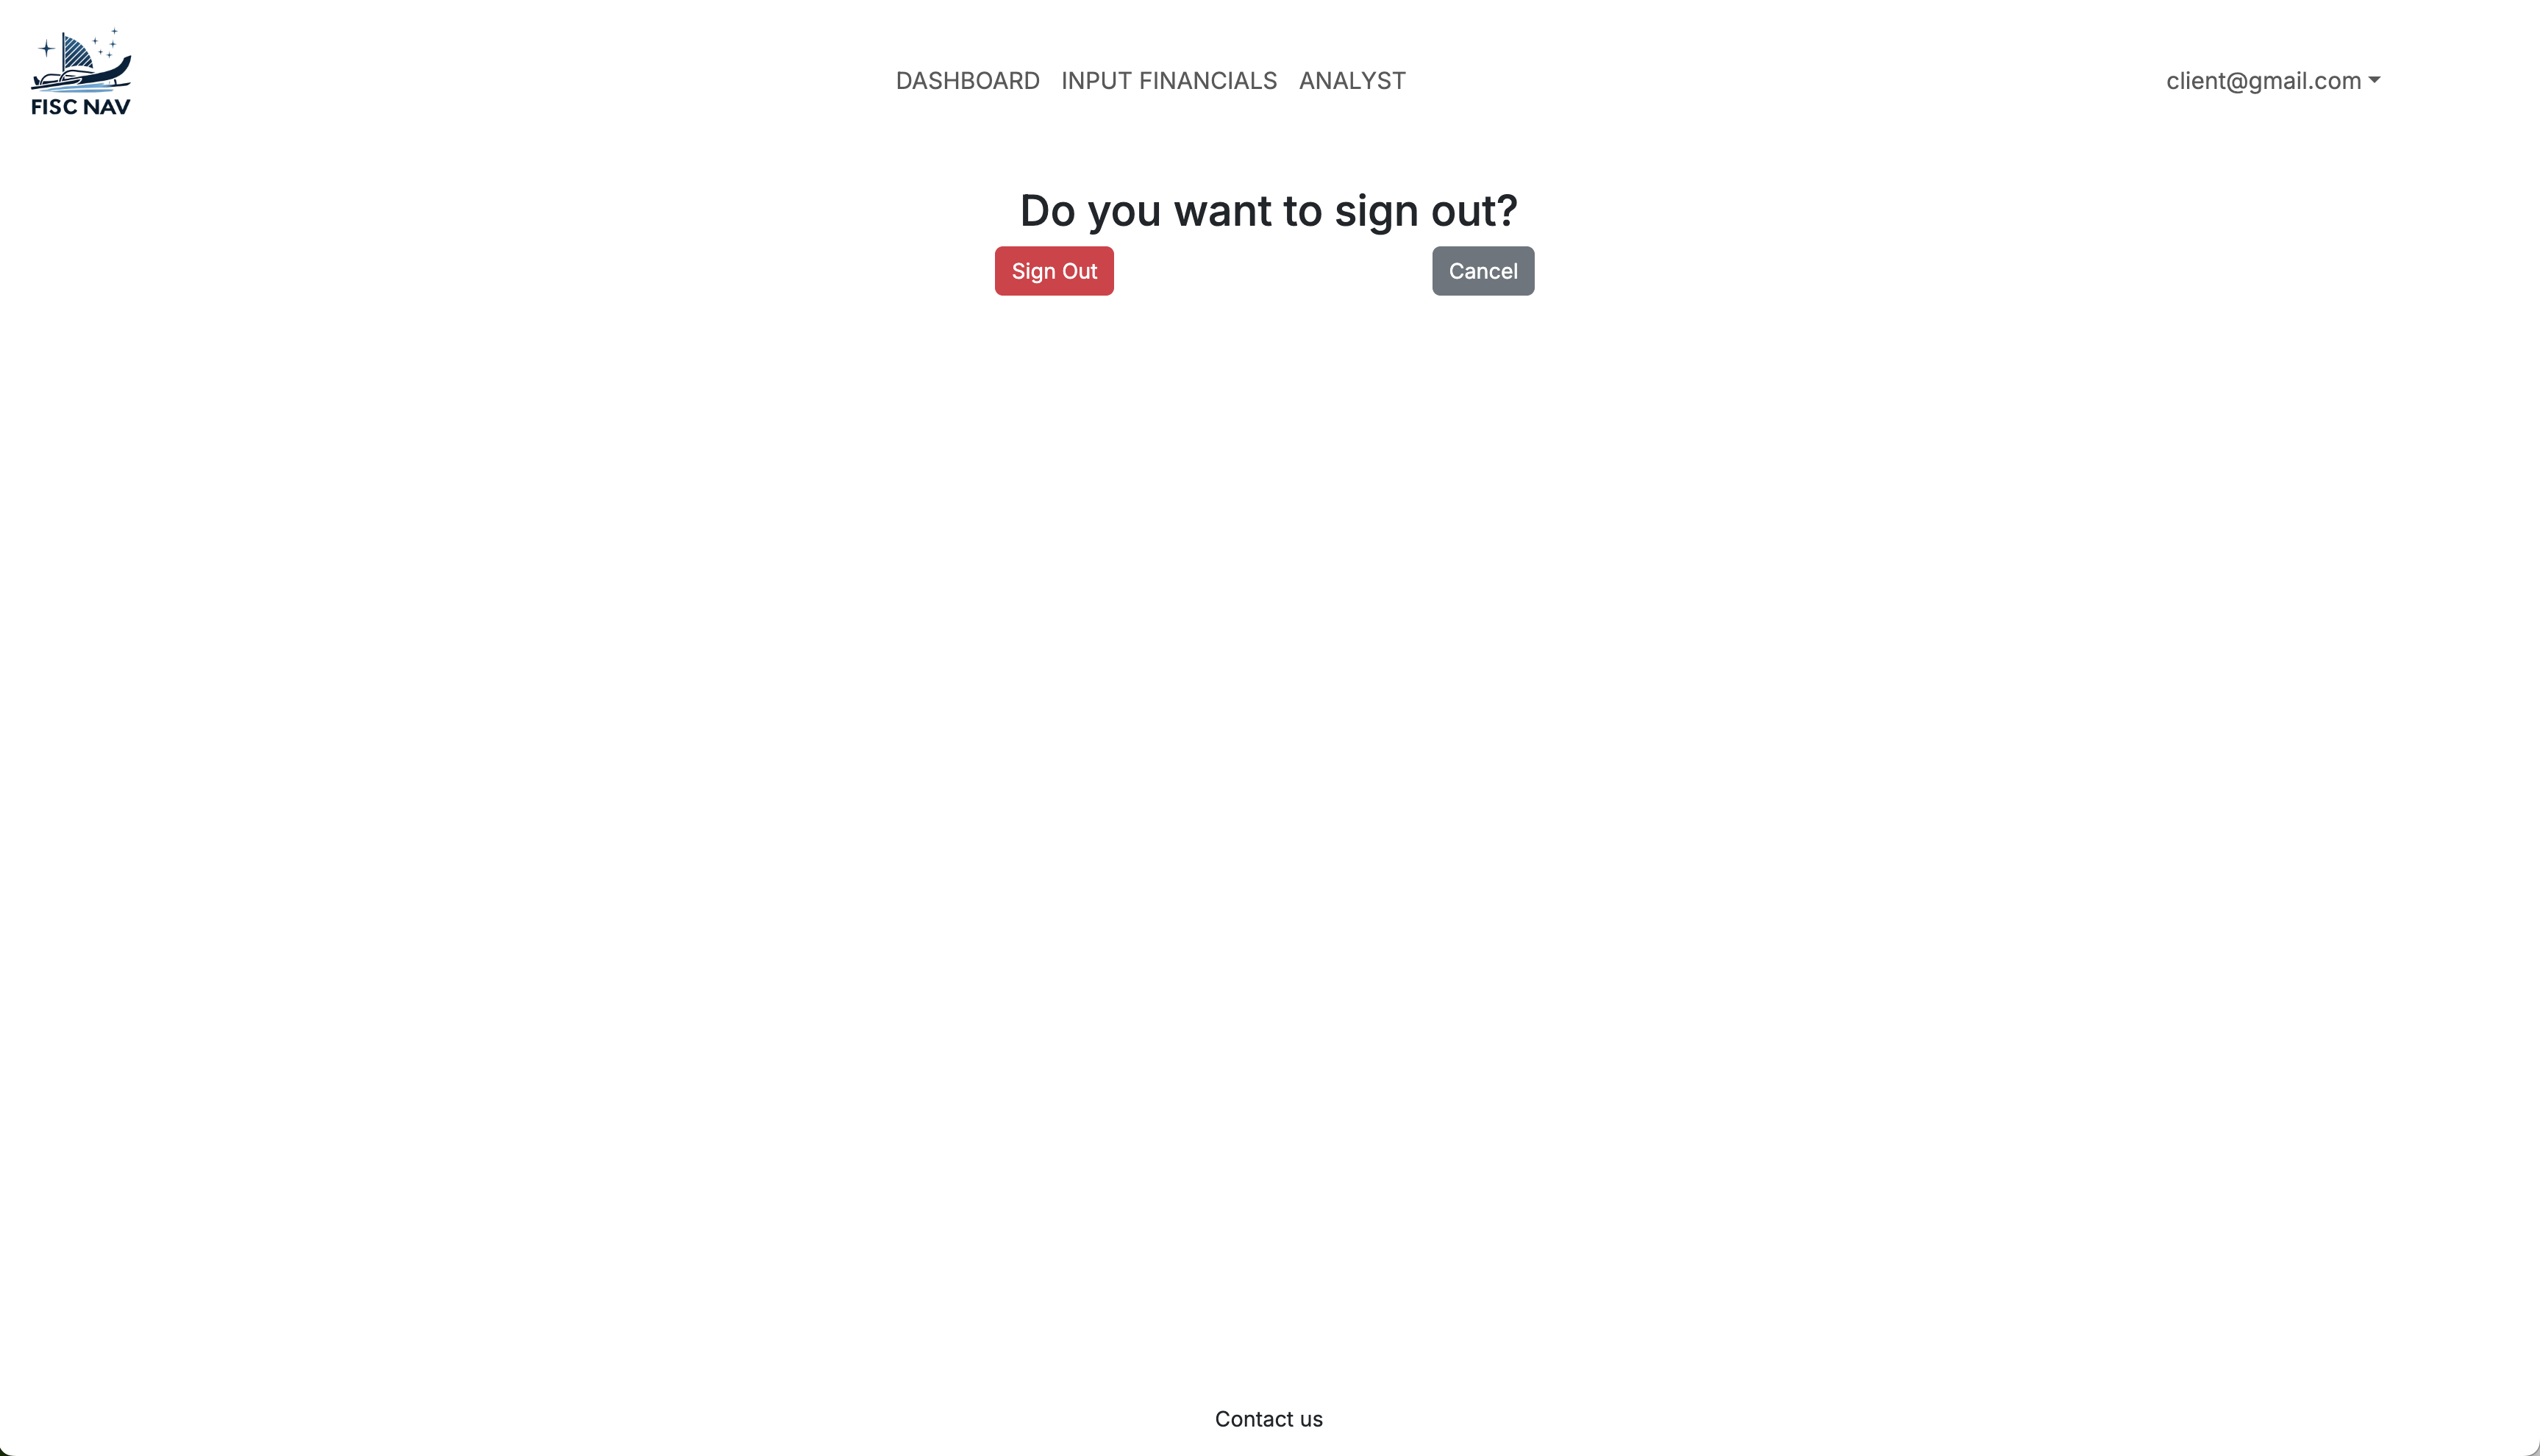 FISC NAV
DASHBOARD INPUT FINANCIALS ANALYST
client@gmail.com
Do you want to sign out?
Sign Out
Cancel
Contact us